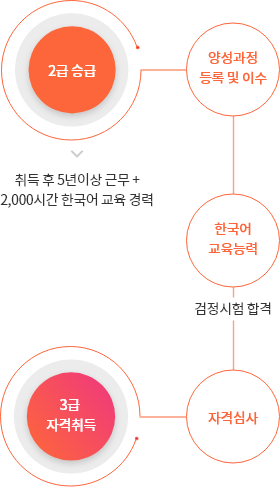 2급 승급
양성과정
등록 및 이수
취득 후 5년이상 근무 +
2,000시간 한국어 교육 경력
한국어
교육능력
검정시험 합격
3급
자격취득
자격심사